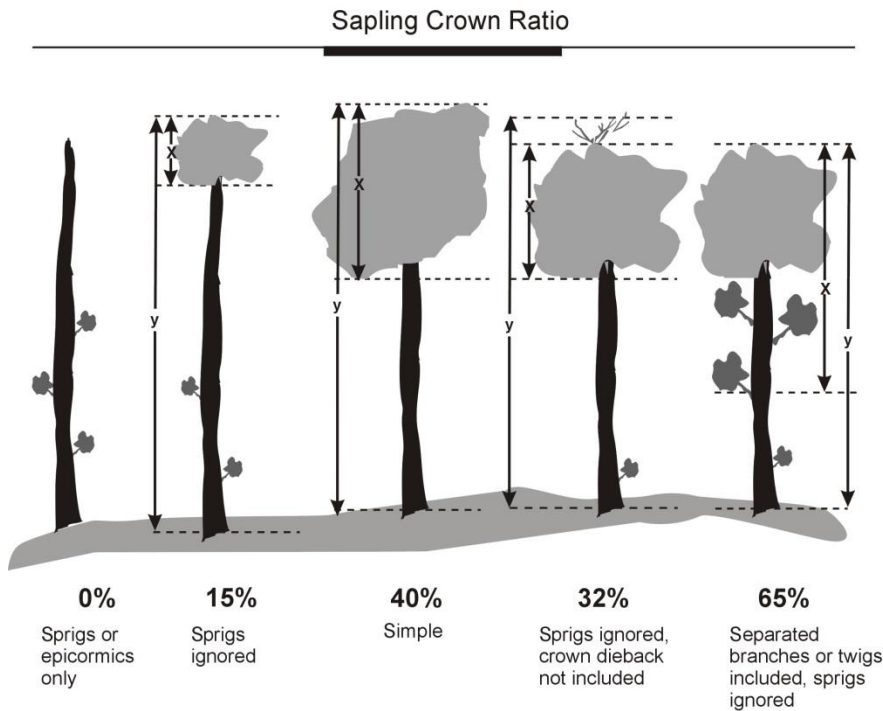 Sapling Crown Ratio
x
y
x
y
x
y
x
y
0%
Sprigs or
epicormics
only
15%
Sprigs
ignored
40%
Simple
32%
Sprigs ignored,
crown dieback
not included
65%
Separated
branches or twigs
included, sprigs
ignored